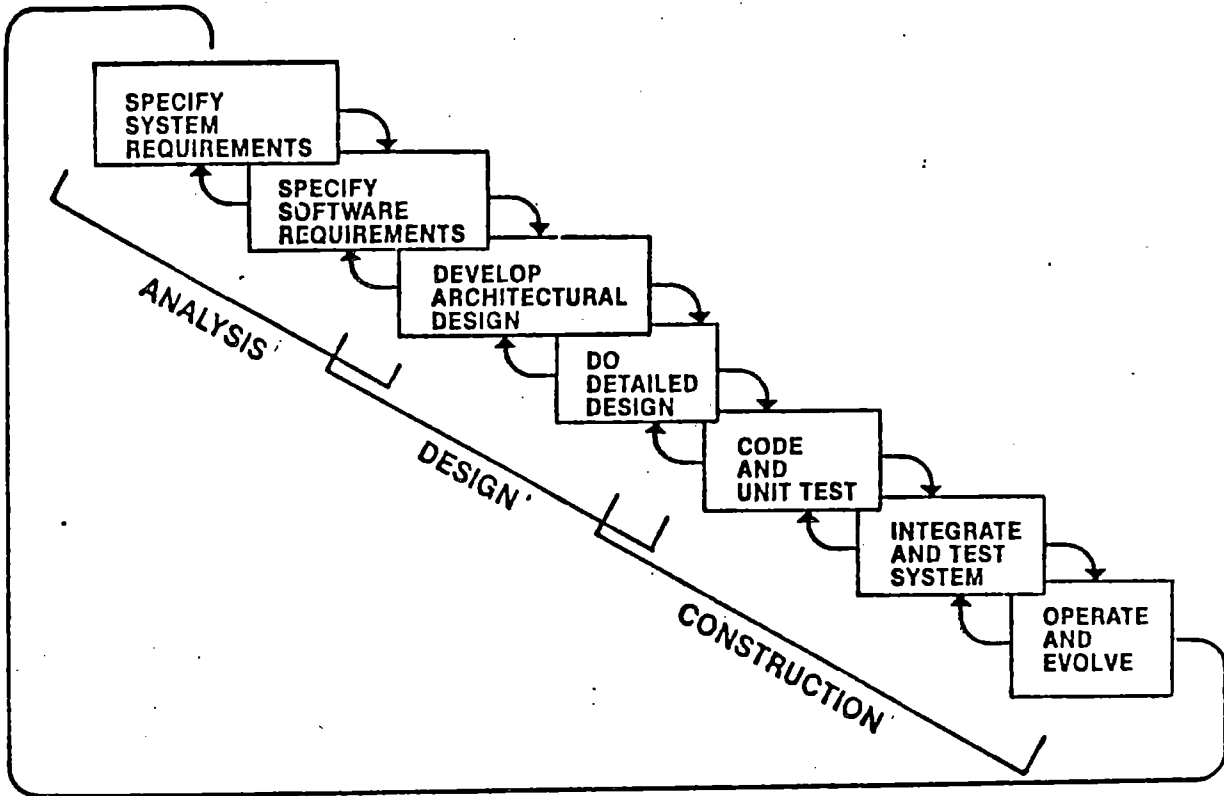 SPECIFY
SYSTEM
REQUIREMENTS
SPECIFY
SOFTWARE
REQUIREMENTS
DEVELOP
ARCHITECTURAL
DESIGN
DO
DETAILED
DESIGN
CODE
AND
UNIT TEST
INTEGRATE
AND TEST
SYSTEM
OPERATE
AND
EVOLVE
ANALYSIS
DESIGN
CONSTRUCTION